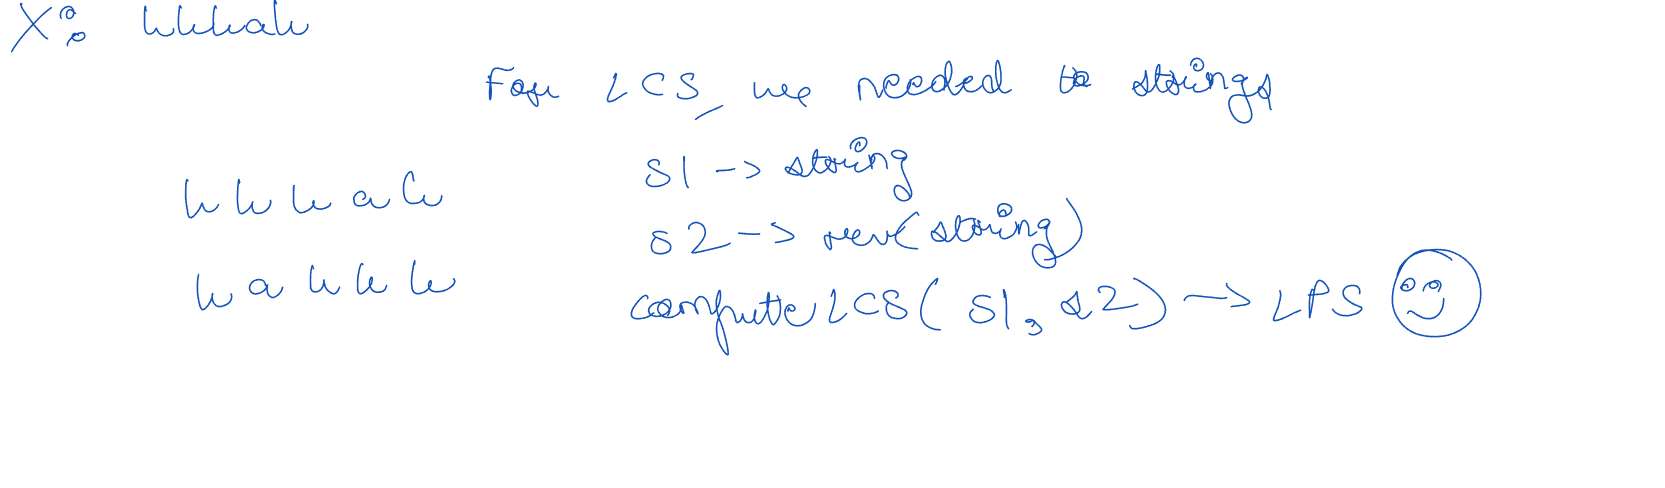 X: bbbab
For LCS, we needed to strings
S1 -> string
b b b a b
S2 -> rev(string)
b a b b b
compute LCS( S1, S2) -> LPS